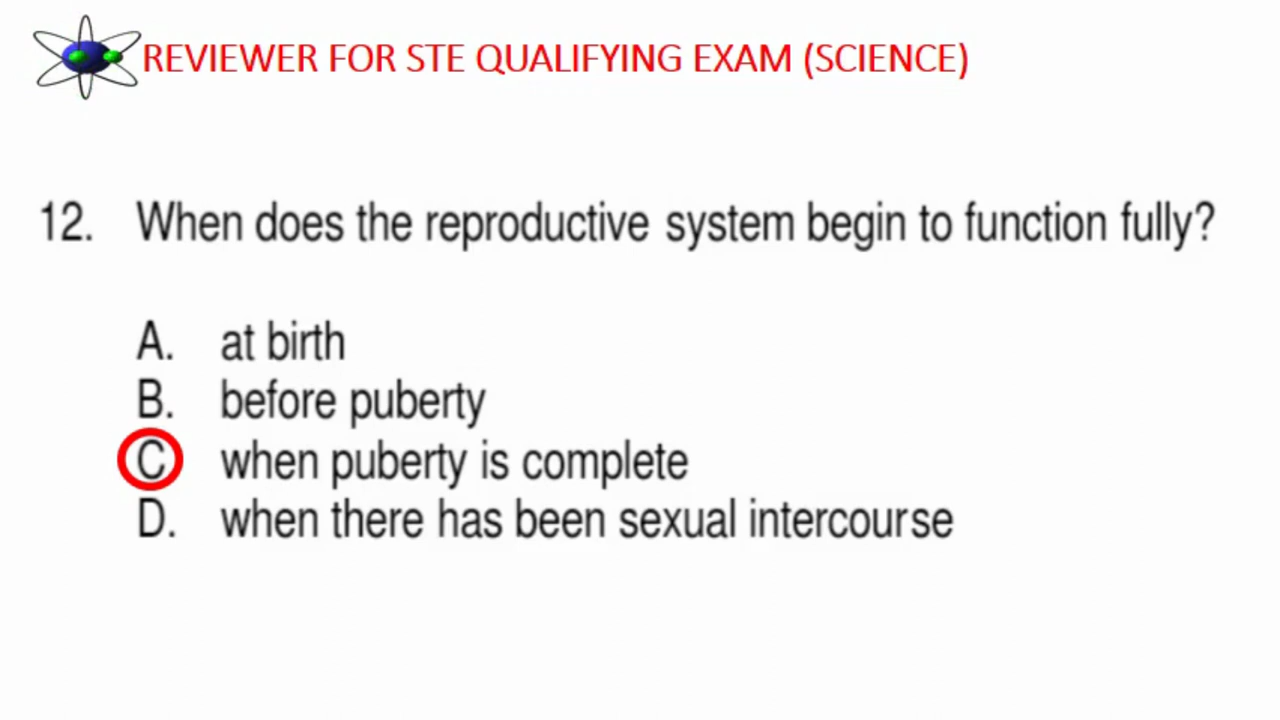 REVIEWER FOR STE QUALIFYING EXAM (SCIENCE)
12. When does the reproductive system begin to function fully?
A. at birth
B. before puberty
C when puberty is complete
D. when there has been sexual intercourse